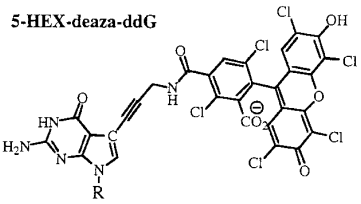 5-HEX-deaza-ddG
Cl OH
O Cl Cl
N
H Cl O
O CO₂ ⊖ Cl
HN C Cl
H₂N N N O
R